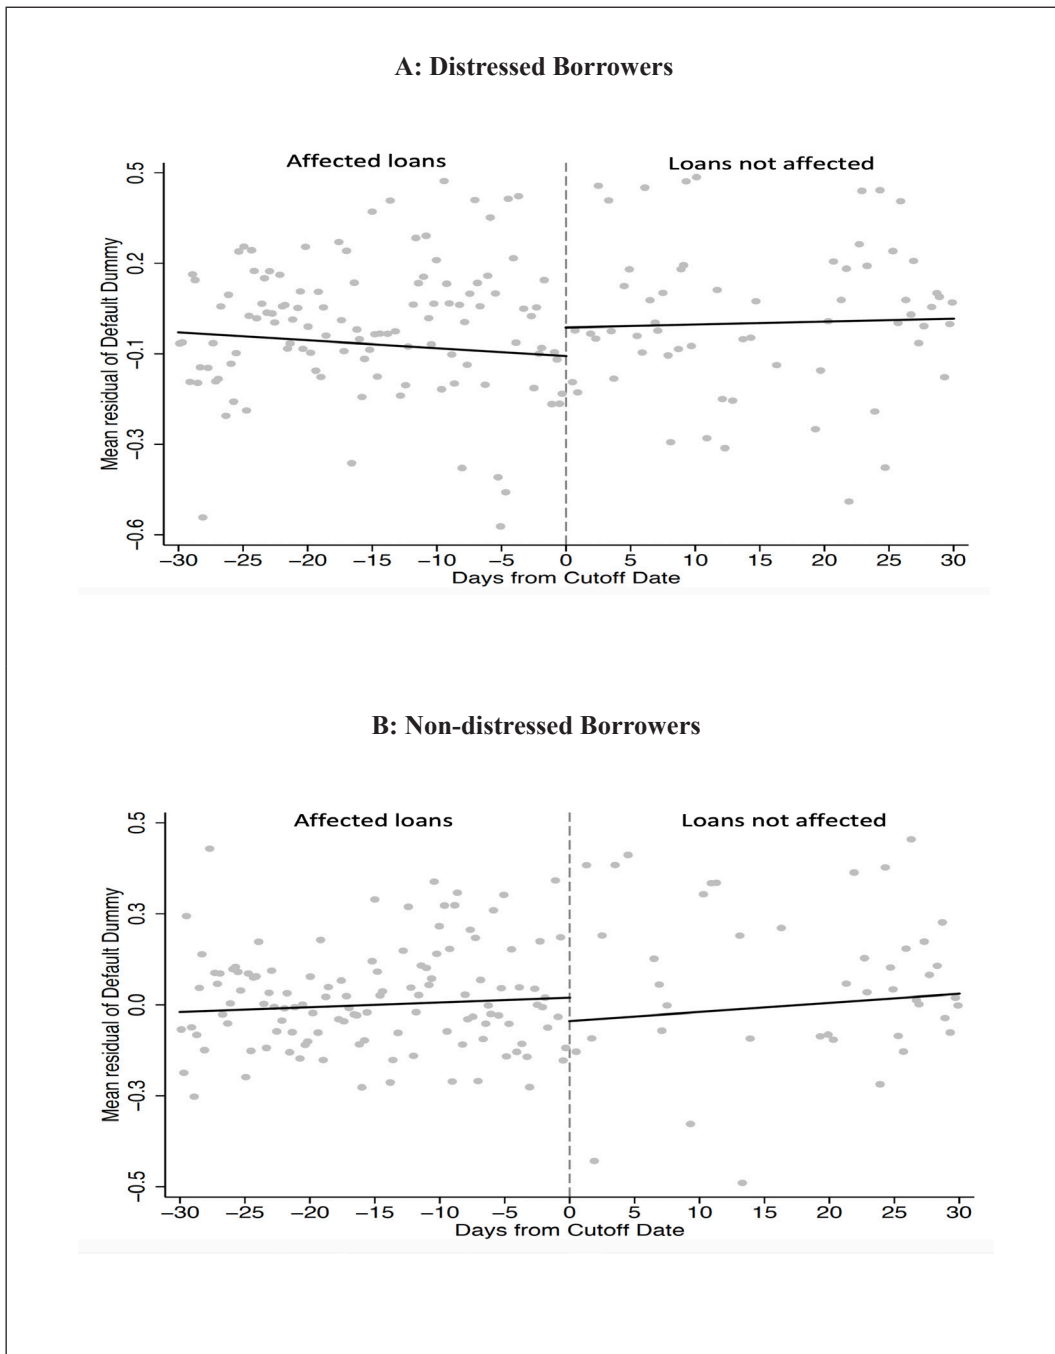 A: Distressed Borrowers
Affected loans
Loans not affected
Mean residual of Default Dummy
0.5
0.2
−0.1
−0.3
−0.6
−30 −25 −20 −15 −10 −5 0 5 10 15 20 25 30
Days from Cutoff Date
B: Non-distressed Borrowers
Affected loans
Loans not affected
Mean residual of Default Dummy
0.5
0.3
0.0
−0.3
−0.5
−30 −25 −20 −15 −10 −5 0 5 10 15 20 25 30
Days from Cutoff Date